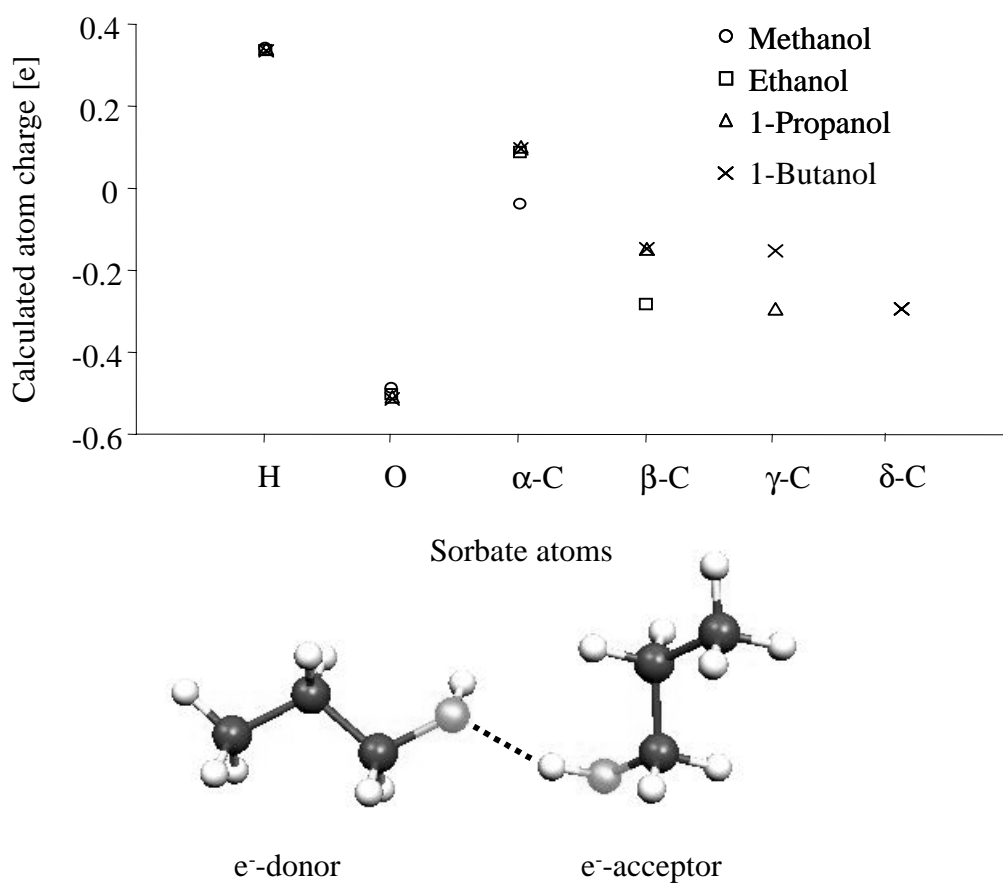 Calculated atom charge [e]
0.4
0.2
0
-0.2
-0.4
-0.6
Methanol
Ethanol
1-Propanol
1-Butanol
H O α-C β-C γ-C δ-C
Sorbate atoms
e⁻-donor e⁻-acceptor